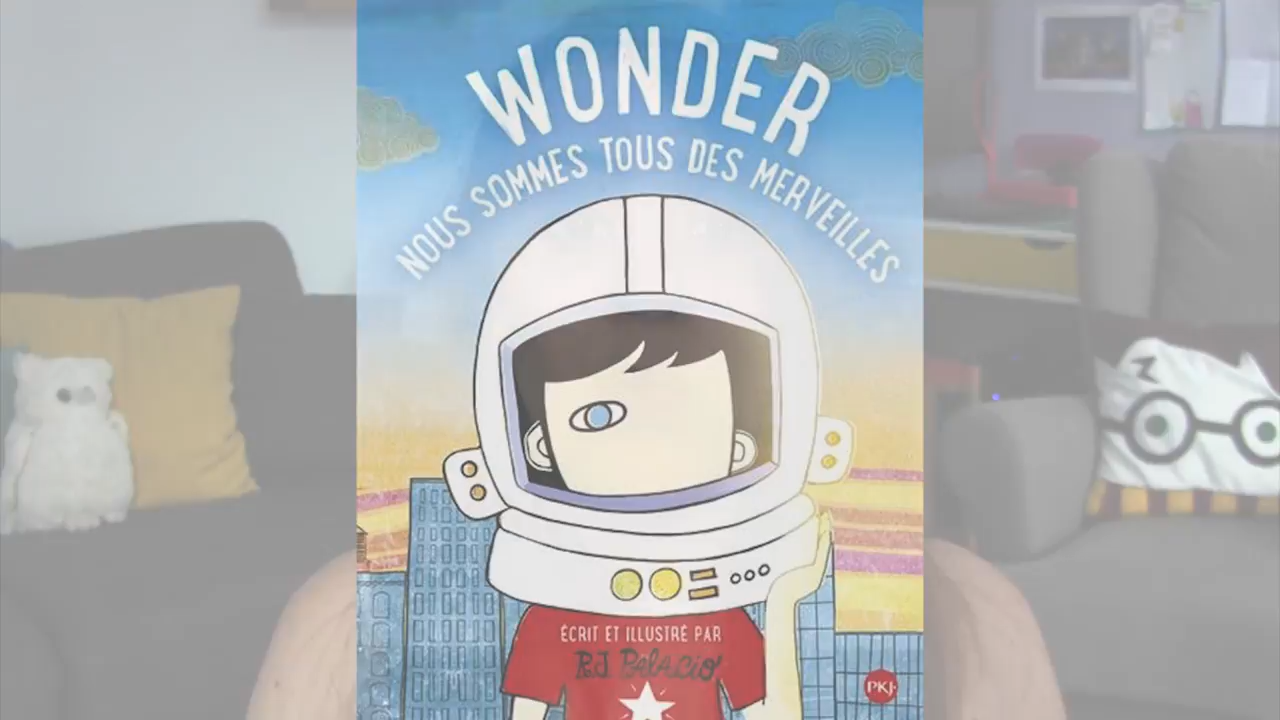 WONDER
NOUS SOMMES TOUS DES MERVEILLES
ÉCRIT ET ILLUSTRÉ PAR
R.J. Palacio
PKJ.